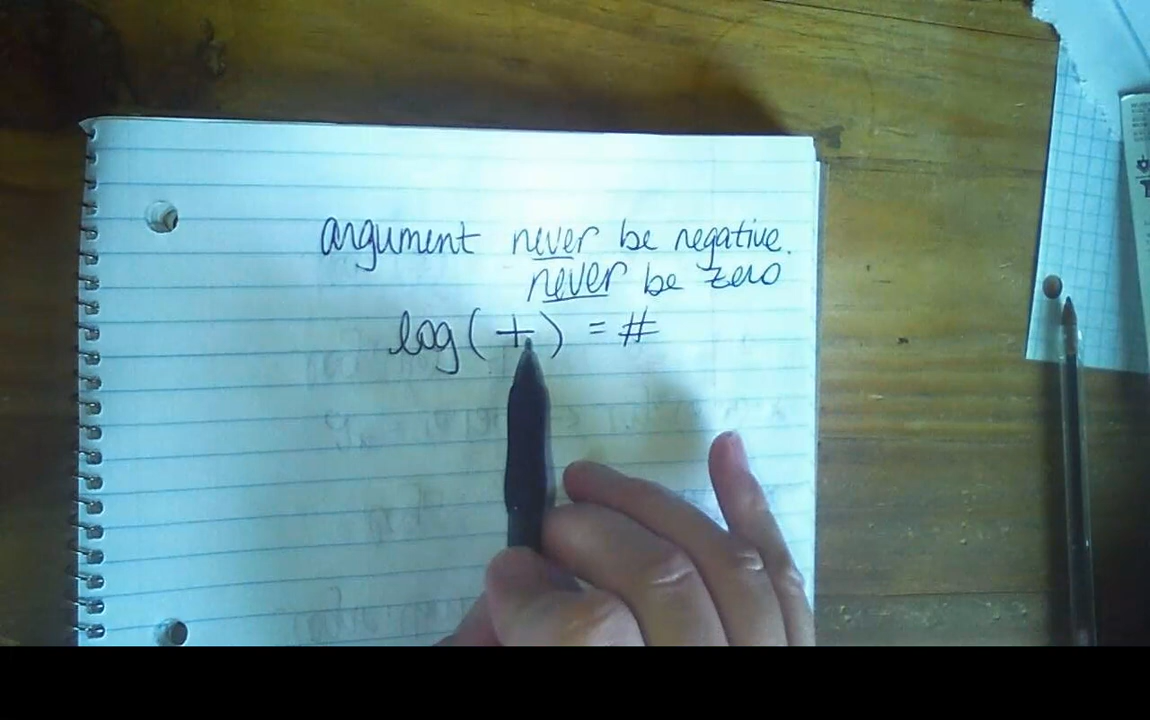 argument never be negative.
never be zero
log( + ) = #